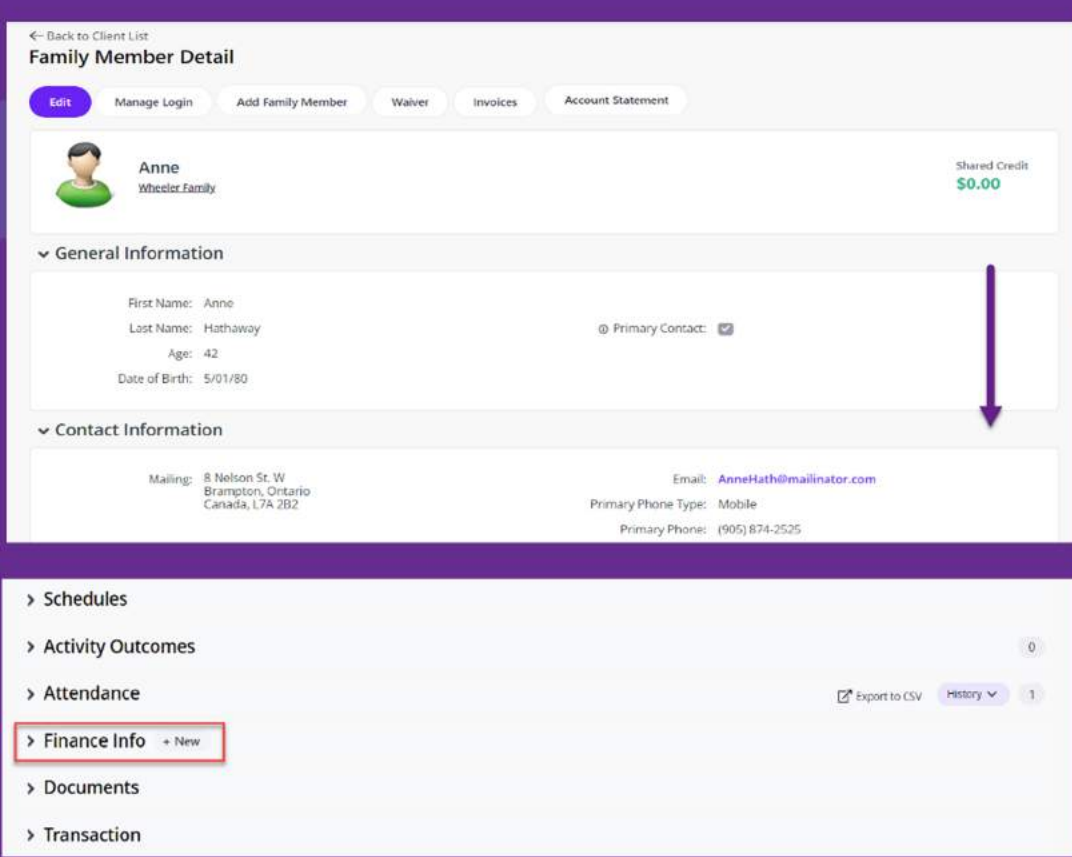 ← Back to Client List
Family Member Detail
Edit Manage Login Add Family Member Waiver Invoices Account Statement
Anne
Wheeler Family
Shared Credit
$0.00
General Information
First Name: Anne
Last Name: Hathaway
Primary Contact:
Age: 42
Date of Birth: 5/01/80
Contact Information
Mailing: 8 Nelson St. W
Brampton, Ontario
Canada, L7A 2B2
Email: AnneHath@mailinator.com
Primary Phone Type: Mobile
Primary Phone: (905) 874-2525
Schedules
Activity Outcomes 0
Attendance Export to CSV History 1
Finance Info + New
Documents
Transaction